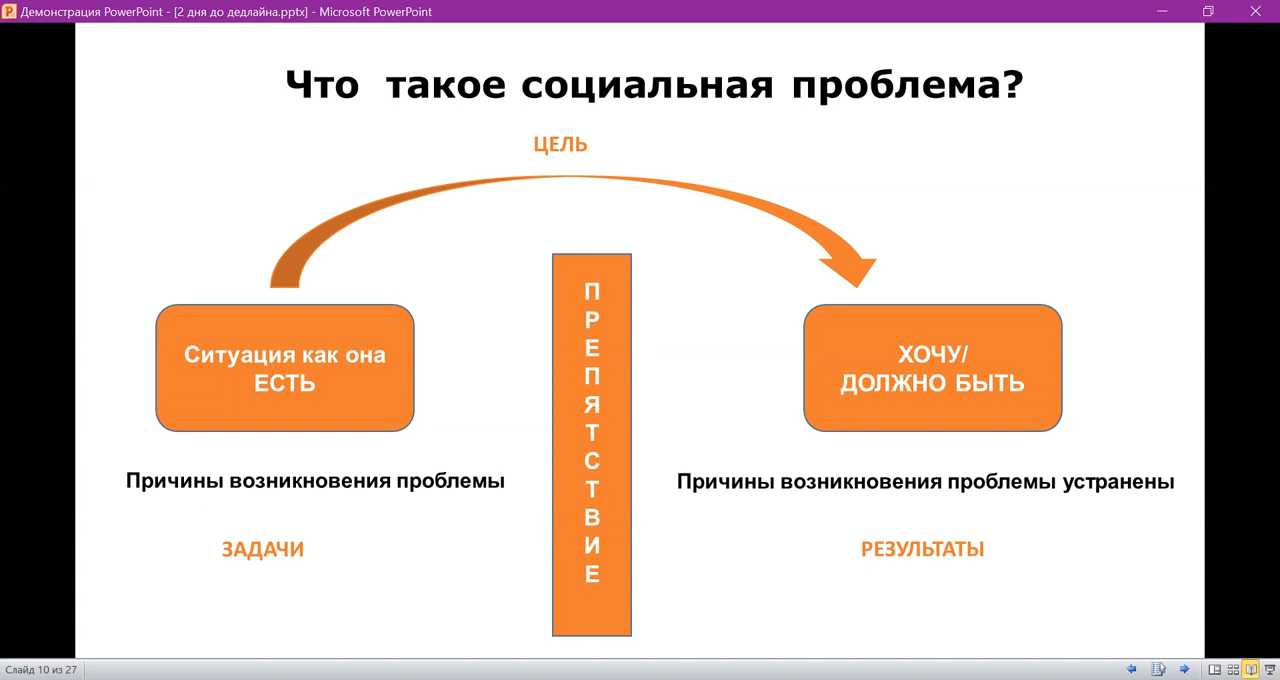 Демонстрация PowerPoint - [2 дня до дедлайна.pptx] - Microsoft PowerPoint
Что такое социальная проблема?
ЦЕЛЬ
Ситуация как она
ЕСТЬ
П
Р
Е
П
Я
Т
С
Т
В
И
Е
ХОЧУ/
ДОЛЖНО БЫТЬ
Причины возникновения проблемы
Причины возникновения проблемы устранены
ЗАДАЧИ
РЕЗУЛЬТАТЫ
Слайд 10 из 27